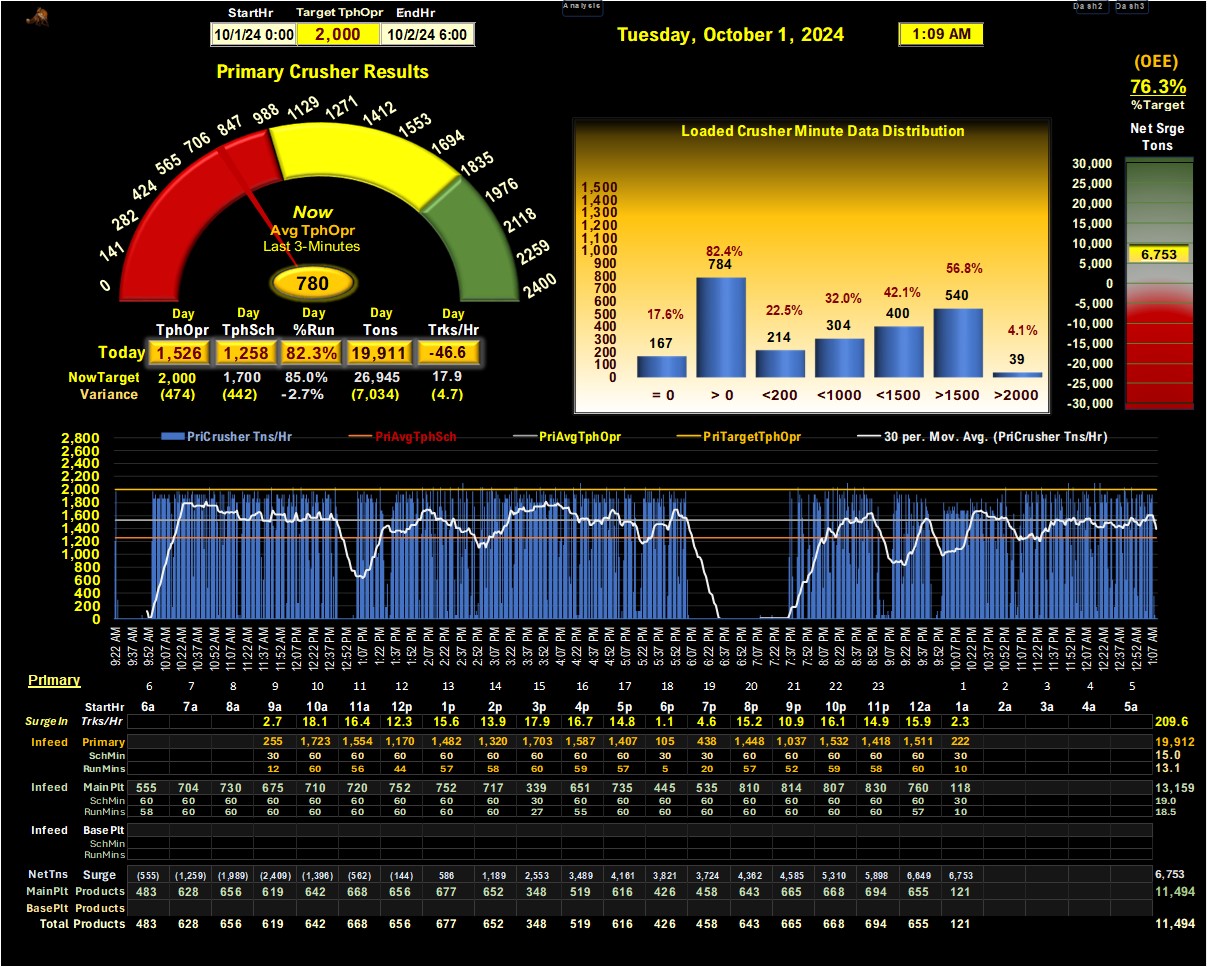 Analysis
Dash2 Dash3
StartHr Target TphOpr EndHr
10/1/24 0:00 2,000 10/2/24 6:00
Tuesday, October 1, 2024
1:09 AM
(OEE)
76.3%
%Target
Net Srge
Tons
30,000
25,000
20,000
15,000
10,000
6,753
5,000
0
-5,000
-10,000
-15,000
-20,000
-25,000
-30,000
Primary Crusher Results
0 141 282 424 565 706 847 988 1129 1271 1412 1553 1694 1835 1976 2118 2259 2400
Now
Avg TphOpr
Last 3-Minutes
780
Day Day Day Day Day
TphOpr TphSch %Run Tons Trks/Hr
Today 1,526 1,258 82.3% 19,911 -46.6
NowTarget 2,000 1,700 85.0% 26,945 17.9
Variance (474) (442) -2.7% (7,034) (4.7)
Loaded Crusher Minute Data Distribution
1,500
1,400
1,300
1,200
1,100
1,000
900
800
700
600
500
400
300
200
100
0
17.6% 82.4% 22.5% 32.0% 42.1% 56.8% 4.1%
167 784 214 304 400 540 39
= 0 > 0 <200 <1000 <1500 >1500 >2000
PriCrusher Tns/Hr PriAvgTphSch PriAvgTphOpr PriTargetTphOpr 30 per. Mov. Avg. (PriCrusher Tns/Hr)
2,800
2,600
2,400
2,200
2,000
1,800
1,600
1,400
1,200
1,000
800
600
400
200
0
9:22 AM 9:37 AM 9:52 AM 10:07 AM 10:22 AM 10:37 AM 10:52 AM 11:07 AM 11:22 AM 11:37 AM 11:52 AM 12:07 PM 12:22 PM 12:37 PM 12:52 PM 1:07 PM 1:22 PM 1:37 PM 1:52 PM 2:07 PM 2:22 PM 2:37 PM 2:52 PM 3:07 PM 3:22 PM 3:37 PM 3:52 PM 4:07 PM 4:22 PM 4:37 PM 4:52 PM 5:07 PM 5:22 PM 5:37 PM 5:52 PM 6:07 PM 6:22 PM 6:37 PM 6:52 PM 7:07 PM 7:22 PM 7:37 PM 7:52 PM 8:07 PM 8:22 PM 8:37 PM 8:52 PM 9:07 PM 9:22 PM 9:37 PM 9:52 PM 10:07 PM 10:22 PM 10:37 PM 10:52 PM 11:07 PM 11:22 PM 11:37 PM 11:52 PM 12:07 AM 12:22 AM 12:37 AM 12:52 AM 1:07 AM
Primary
6 7 8 9 10 11 12 13 14 15 16 17 18 19 20 21 22 23 1 2 3 4 5
StartHr 6a 7a 8a 9a 10a 11a 12a 1p 2p 3p 4p 5p 6p 7p 8p 9p 10p 11p 12a 1a 2a 3a 4a 5a
SurgeIn Trks/Hr 2.7 18.1 16.4 12.3 15.6 13.9 17.9 16.7 14.8 1.1 4.6 15.2 10.9 16.1 14.9 15.9 2.3 209.6
Infeed Primary 255 1,723 1,554 1,170 1,482 1,320 1,703 1,587 1,407 105 438 1,448 1,037 1,532 1,418 1,511 222 19,912
SchMin 30 60 60 60 60 60 60 60 60 30 30 60 60 60 60 60 30 15.0
RunMins 12 60 56 44 57 58 60 59 57 5 20 57 52 59 58 60 10 13.1
Infeed MainPlt 555 704 730 675 710 720 752 752 717 339 651 735 445 535 810 814 807 830 760 118 13,159
SchMin 60 60 60 60 60 60 60 60 60 30 60 60 60 60 60 60 60 60 60 30 19.0
RunMins 58 60 60 60 60 60 60 60 60 27 55 60 60 60 60 60 60 60 57 10 18.5
Infeed BasePlt
SchMin
RunMins
NetTns Surge (555) (1,259) (1,989) (2,409) (1,396) (562) (144) 586 1,189 2,553 3,489 4,161 3,821 3,724 4,362 4,585 5,310 5,898 6,649 6,753 6,753
MainPlt Products 483 628 656 619 642 668 656 677 652 348 519 616 426 458 643 665 668 694 655 121 11,494
BasePlt Products
Total Products 483 628 656 619 642 668 656 677 652 348 519 616 426 458 643 665 668 694 655 121 11,494